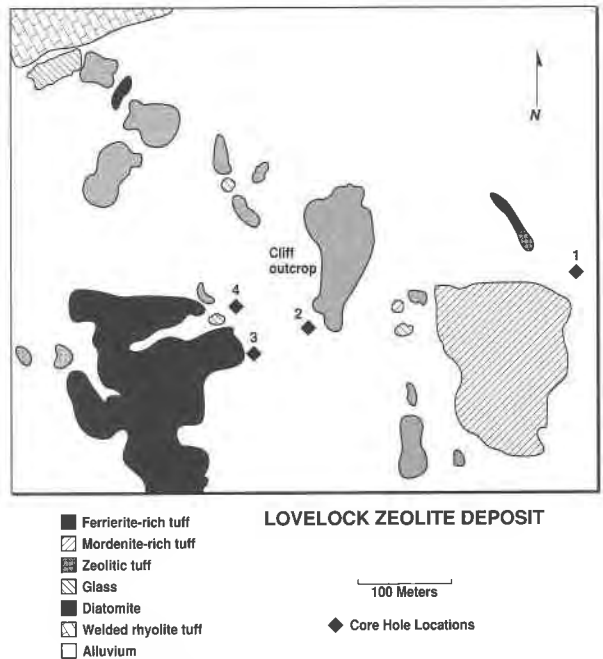 N
Cliff
outcrop
1
2
3
4
LOVELOCK ZEOLITE DEPOSIT
Ferrierite-rich tuff
Mordenite-rich tuff
Zeolitic tuff
Glass
Diatomite
Welded rhyolite tuff
Alluvium
100 Meters
Core Hole Locations